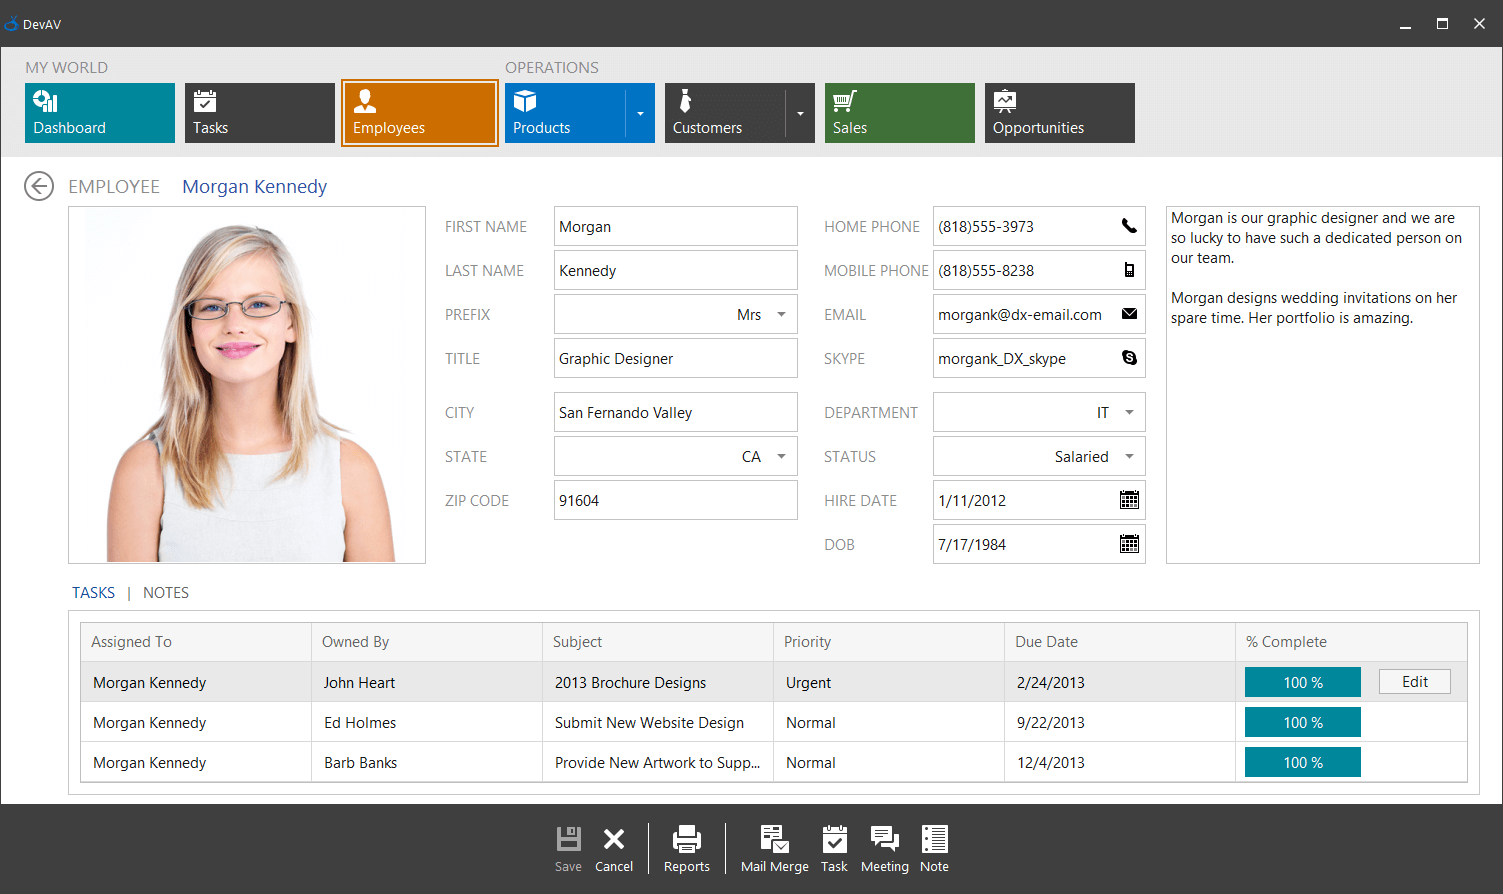 DevAV
MY WORLD
OPERATIONS
Dashboard
Tasks
Employees
Products
Customers
Sales
Opportunities
EMPLOYEE Morgan Kennedy
FIRST NAME Morgan
LAST NAME Kennedy
PREFIX Mrs
TITLE Graphic Designer
CITY San Fernando Valley
STATE CA
ZIP CODE 91604
HOME PHONE (818)555-3973
MOBILE PHONE (818)555-8238
EMAIL morgank@dx-email.com
SKYPE morgank_DX_skype
DEPARTMENT IT
STATUS Salaried
HIRE DATE 1/11/2012
DOB 7/17/1984
Morgan is our graphic designer and we are
so lucky to have such a dedicated person on
our team.
Morgan designs wedding invitations on her
spare time. Her portfolio is amazing.
TASKS | NOTES
Assigned To Owned By Subject Priority Due Date % Complete
Morgan Kennedy John Heart 2013 Brochure Designs Urgent 2/24/2013 100 % Edit
Morgan Kennedy Ed Holmes Submit New Website Design Normal 9/22/2013 100 %
Morgan Kennedy Barb Banks Provide New Artwork to Supp... Normal 12/4/2013 100 %
Save
Cancel
Reports
Mail Merge
Task
Meeting
Note